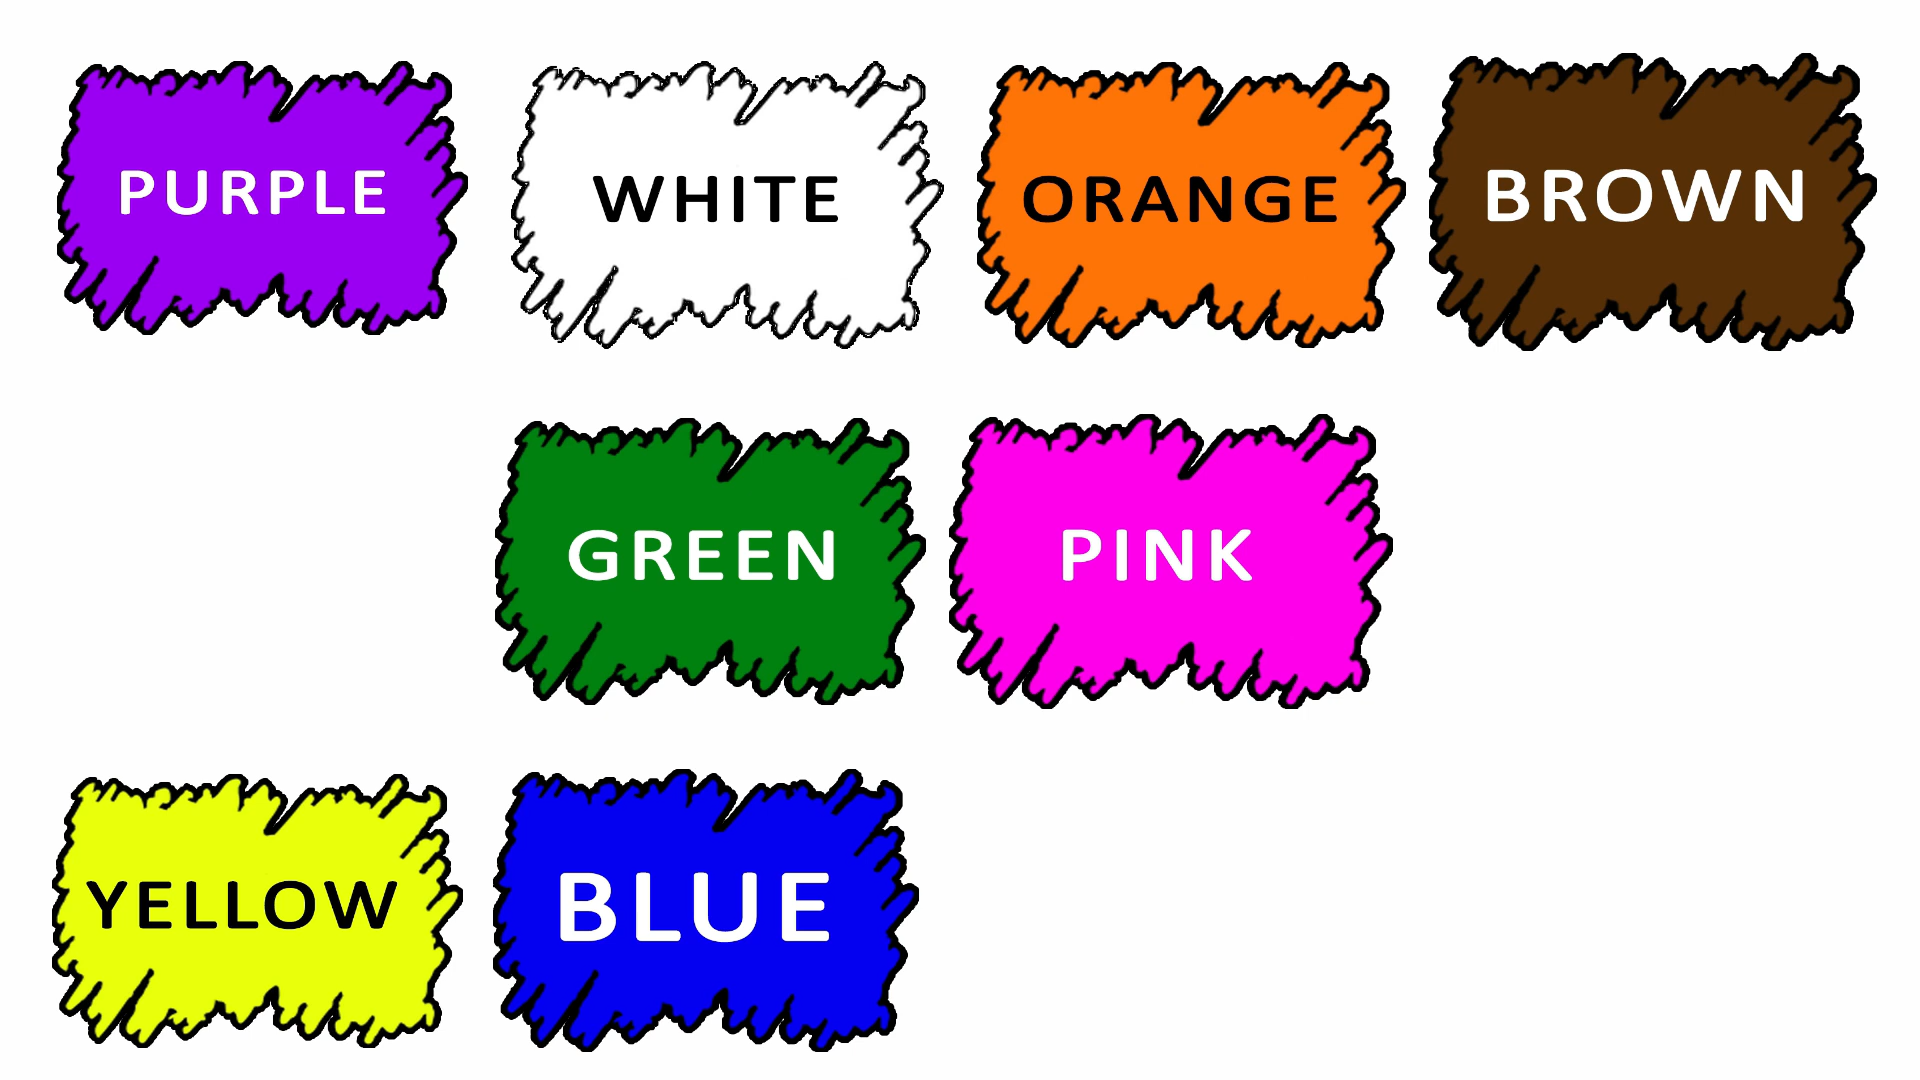 PURPLE
WHITE
ORANGE
BROWN
GREEN
PINK
YELLOW
BLUE